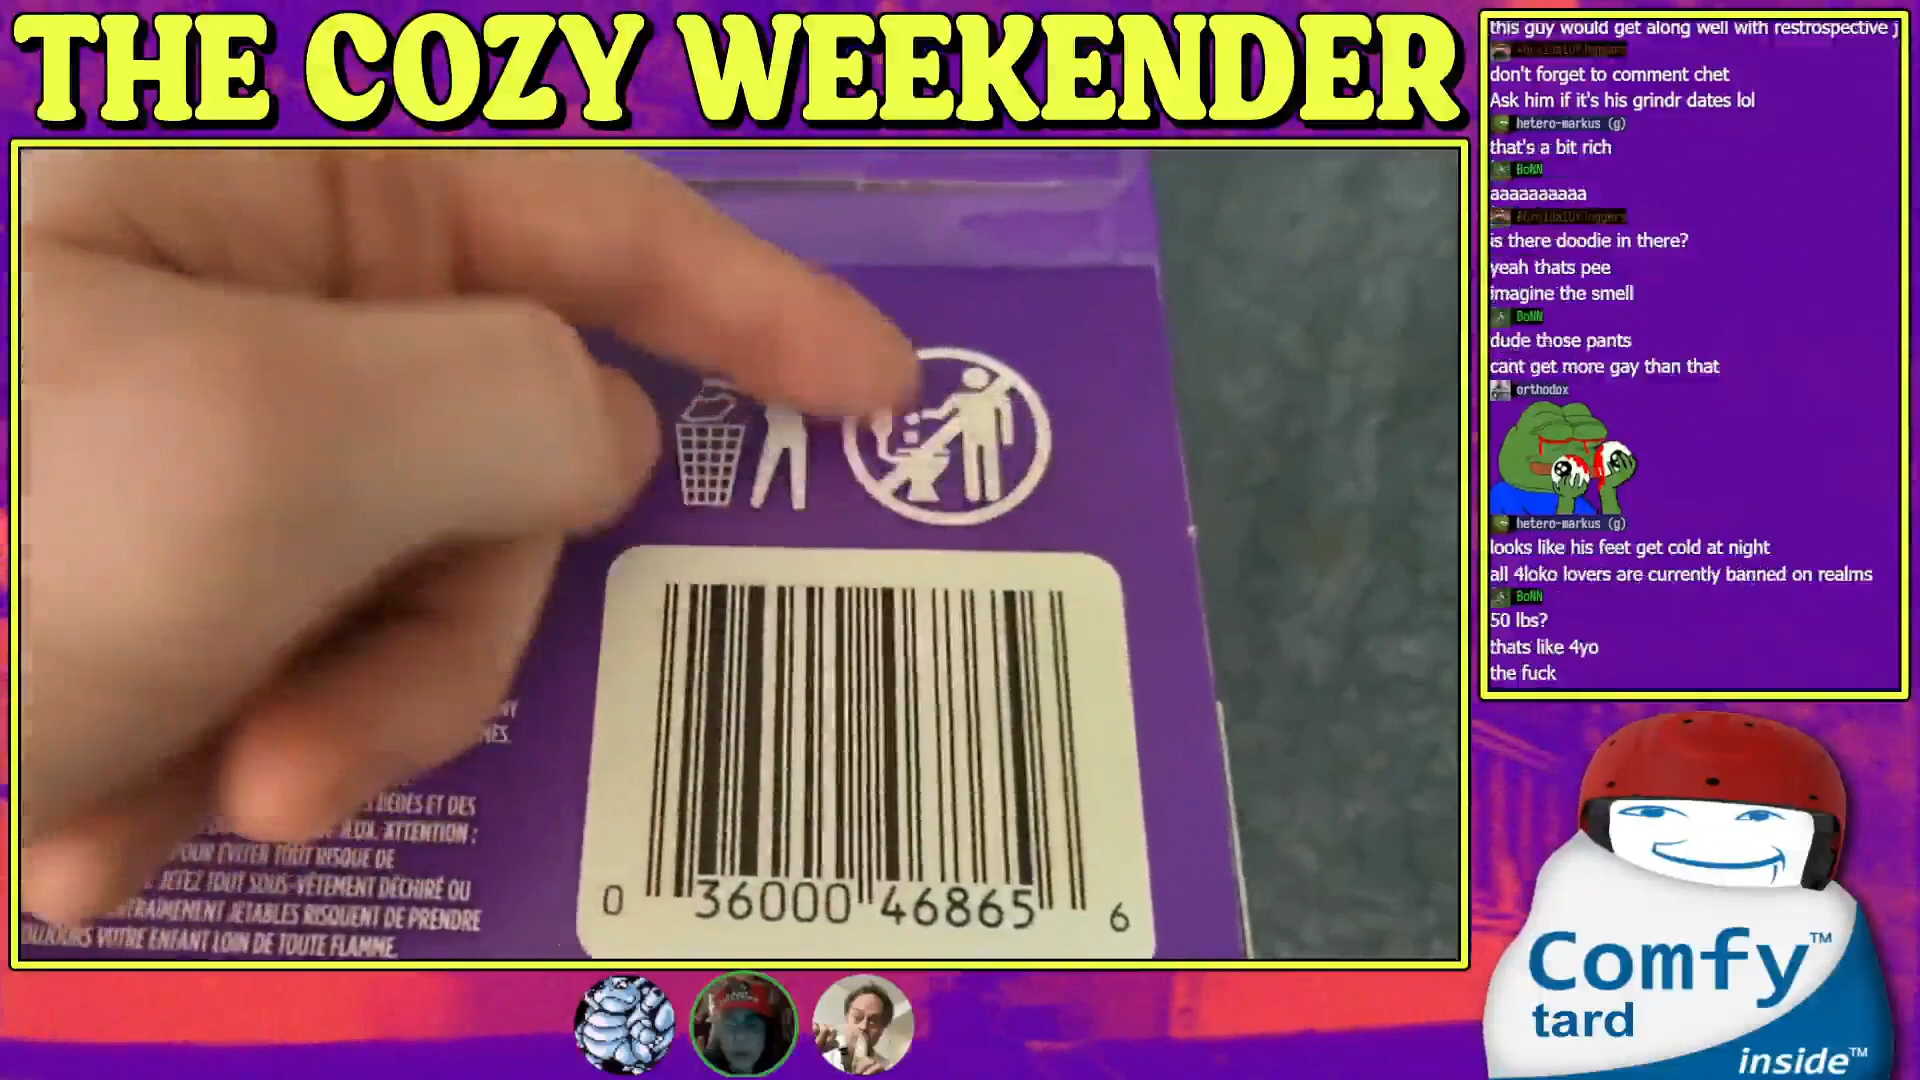 THE COZY WEEKENDER
this guy would get along well with restrospective j
don't forget to comment chet
Ask him if it's his grindr dates lol
hetero-markus (g)
that's a bit rich
BoNN
aaaaaaaaaa
is there doodie in there?
yeah thats pee
imagine the smell
BoNN
dude those pants
cant get more gay than that
orthodox
hetero-markus (g)
looks like his feet get cold at night
all 4loko lovers are currently banned on realms
BoNN
50 lbs?
thats like 4yo
the fuck
ET DES
ATTENTION :
POUR ÉVITER TOUT RISQUE DE
JETEZ TOUT SOUS-VÊTEMENT DÉCHIRÉ OU
JETABLES RISQUENT DE PRENDRE
VOTRE ENFANT LOIN DE TOUTE FLAMME.
0 36000 46865 6
Comfy™
tard
inside™